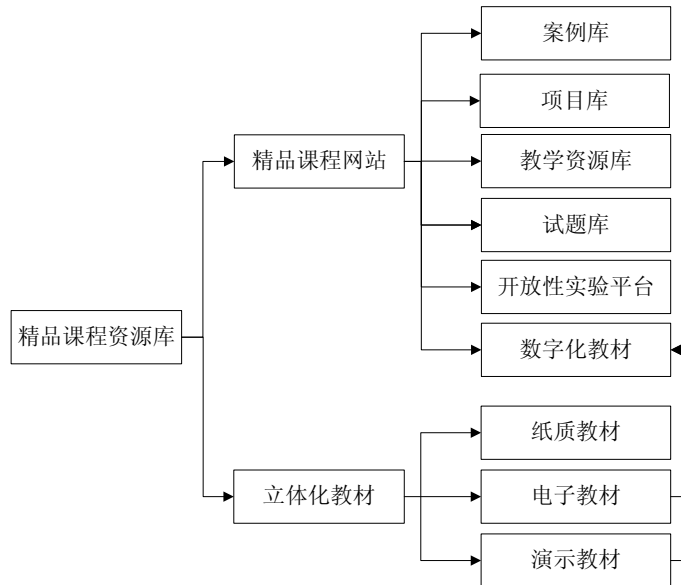 案例库
项目库
精品课程网站
教学资源库
试题库
开放性实验平台
精品课程资源库
数字化教材
纸质教材
立体化教材
电子教材
演示教材